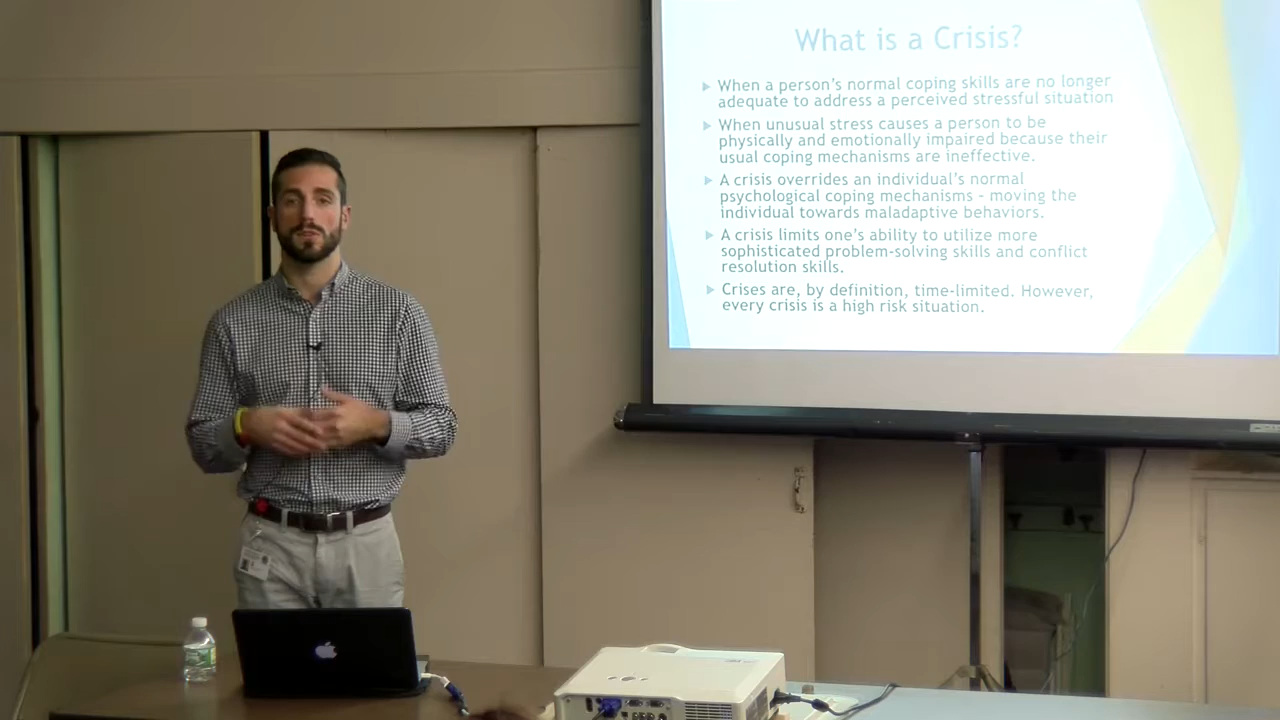 What is a Crisis?
When a person's normal coping skills are no longer
adequate to address a perceived stressful situation
When unusual stress causes a person to be
physically and emotionally impaired because their
usual coping mechanisms are ineffective.
A crisis overrides an individual's normal
psychological coping mechanisms – moving the
individual towards maladaptive behaviors.
A crisis limits one's ability to utilize more
sophisticated problem-solving skills and conflict
resolution skills.
Crises are, by definition, time-limited. However,
every crisis is a high risk situation.